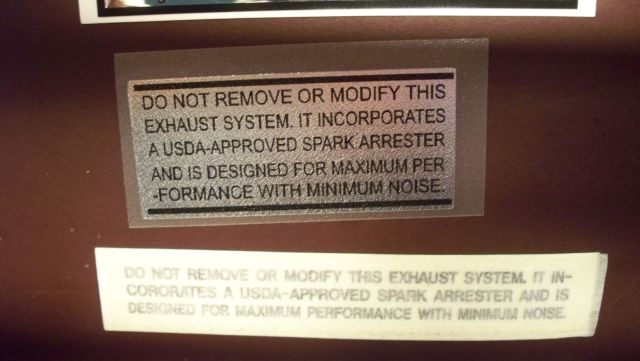 DO NOT REMOVE OR MODIFY THIS
EXHAUST SYSTEM. IT INCORPORATES
A USDA-APPROVED SPARK ARRESTER
AND IS DESIGNED FOR MAXIMUM PER
-FORMANCE WITH MINIMUM NOISE.
DO NOT REMOVE OR MODIFY THIS EXHAUST SYSTEM. IT IN-
CORORATES A USDA-APPROVED SPARK ARRESTER AND IS
DESIGNED FOR MAXIMUM PERFORMANCE WITH MINIMUM NOISE.